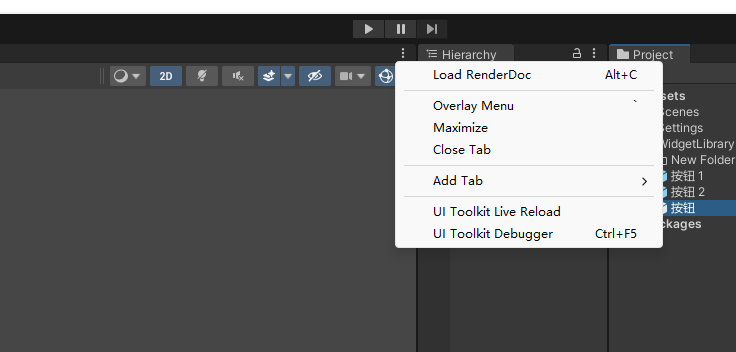 Hierarchy
Project
2D
Load RenderDoc Alt+C
Overlay Menu `
Maximize
Close Tab
Add Tab
UI Toolkit Live Reload
UI Toolkit Debugger Ctrl+F5
sets
Scenes
Settings
WidgetLibrary
New Folder
按钮 1
按钮 2
按钮
ckages